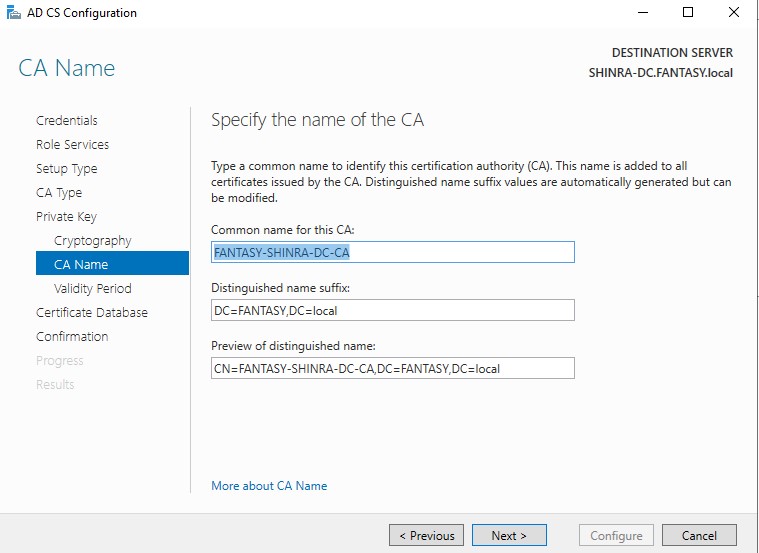 AD CS Configuration
CA Name
DESTINATION SERVER
SHINRA-DC.FANTASY.local
Credentials
Role Services
Setup Type
CA Type
Private Key
Cryptography
CA Name
Validity Period
Certificate Database
Confirmation
Progress
Results
Specify the name of the CA
Type a common name to identify this certification authority (CA). This name is added to all
certificates issued by the CA. Distinguished name suffix values are automatically generated but can
be modified.
Common name for this CA:
FANTASY-SHINRA-DC-CA
Distinguished name suffix:
DC=FANTASY,DC=local
Preview of distinguished name:
CN=FANTASY-SHINRA-DC-CA,DC=FANTASY,DC=local
More about CA Name
< Previous
Next >
Configure
Cancel